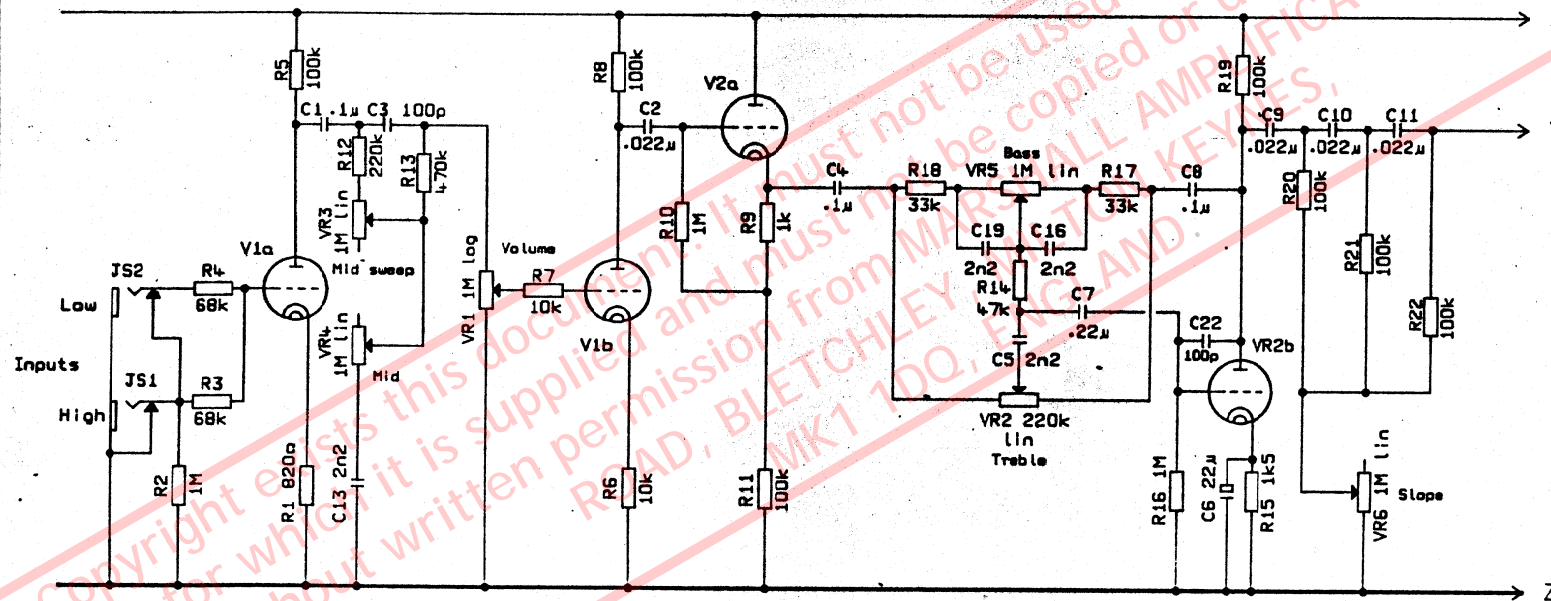 Copyright exists this document. It must not be used
for which it is supplied and must not be copied or
out written permission from MARSHALL AMPLIFICA
ROAD, BLETCHLEY, MILTON KEYNES,
MK1 1DQ, ENGLAND.
R5 100k
R8 100k
V2a
R19 100k
C1 .1µ
C3 100p
C2 .022µ
C9 .022µ
C10 .022µ
C11 .022µ
R12 220k
R13 470k
VR3 1M lin
Mid sweep
V1a
JS2
R4 68k
Low
VR1 1M log
Volume
R7 10k
V1b
R10 1M
R9 1k
C4 .1µ
R18 33k
Bass
VR5 1M lin
R17 33k
C8 .1µ
C19 2n2
C16 2n2
R14 47k
C7 .22µ
C5 2n2
VR2 220k
lin
Treble
C22 100p
VR2b
R20 100k
R21 100k
R22 100k
Inputs
JS1
R3 68k
High
VR4 1M lin
Mid
R2 1M
R1 820Ω
C13 2n2
R6 10k
R11 100k
R16 1M
C6 22µ
R15 1k5
VR6 1M lin
Slope
Z